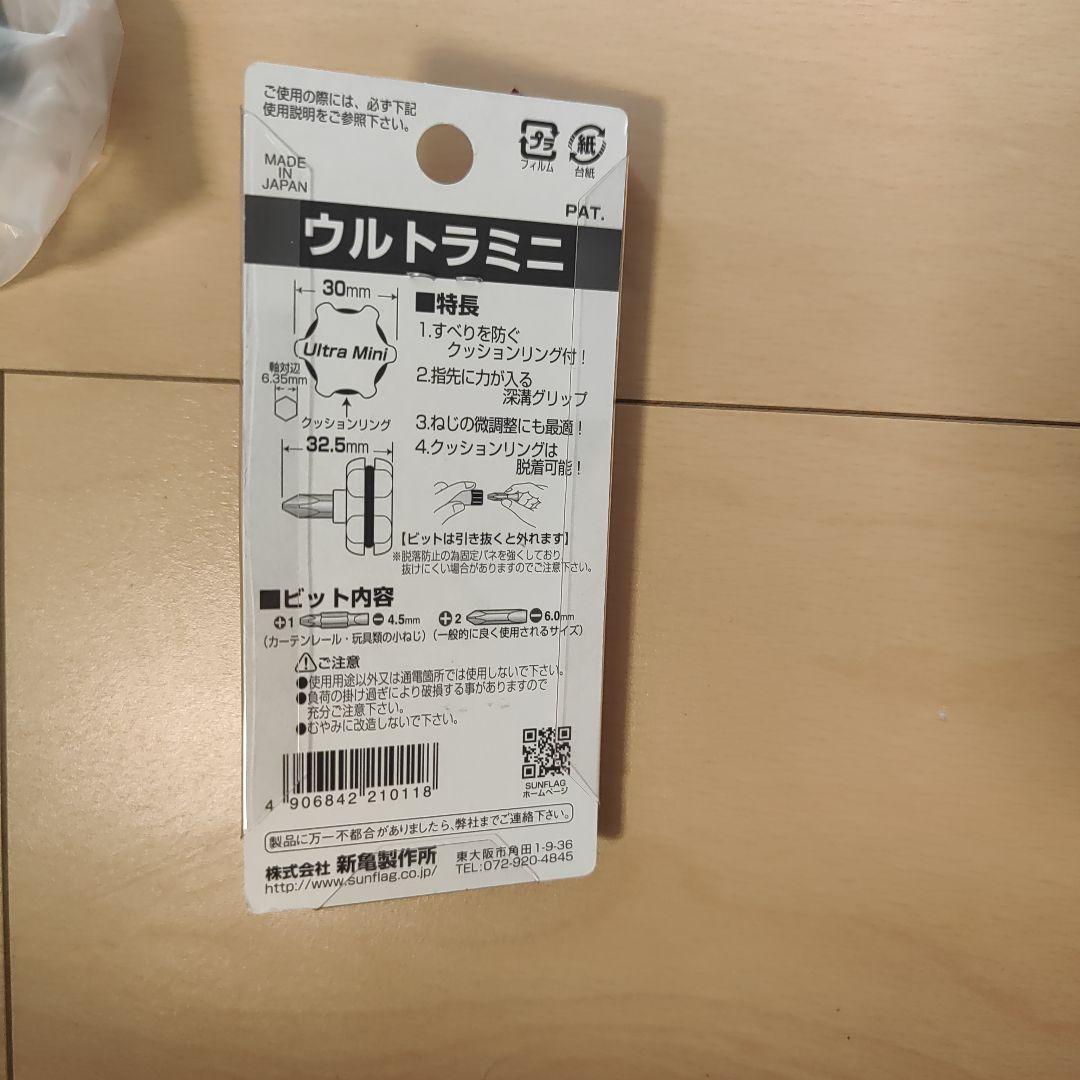 ご使用の際には、必ず下記
使用説明をご参照下さい。
MADE
IN
JAPAN
プラ
フィルム
紙
台紙
PAT.
ウルトラミニ
30mm
Ultra Mini
軸対辺
6.35mm
クッションリング
32.5mm
■特長
1.すべりを防ぐ
クッションリング付!
2.指先に力が入る
深溝グリップ
3.ねじの微調整にも最適!
4.クッションリングは
脱着可能!
【ビットは引き抜くと外れます】
※脱落防止の為固定バネを強くしており、
抜けにくい場合がありますのでご注意下さい。
■ビット内容
⊕1 ⊖4.5mm ⊕2 ⊖6.0mm
(カーテンレール・玩具類の小ねじ) (一般的に良く使用されるサイズ)
⚠ご注意
●使用用途以外又は通電箇所では使用しないで下さい。
●負荷の掛け過ぎにより破損する事がありますので
充分ご注意下さい。
●むやみに改造しないで下さい。
4 906842 210118
SUNFLAG
ホームページ
製品に万一不都合がありましたら、弊社までご連絡下さい。
株式会社 新亀製作所
http://www.sunflag.co.jp/
東大阪市角田1-9-36
TEL:072-920-4845